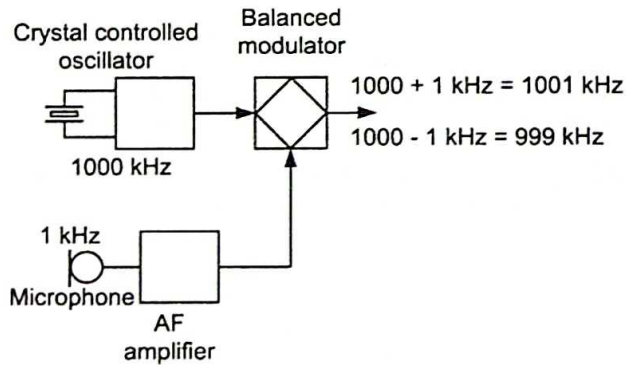 Crystal controlled
oscillator
Balanced
modulator
1000 + 1 kHz = 1001 kHz
1000 - 1 kHz = 999 kHz
1000 kHz
1 kHz
Microphone
AF
amplifier